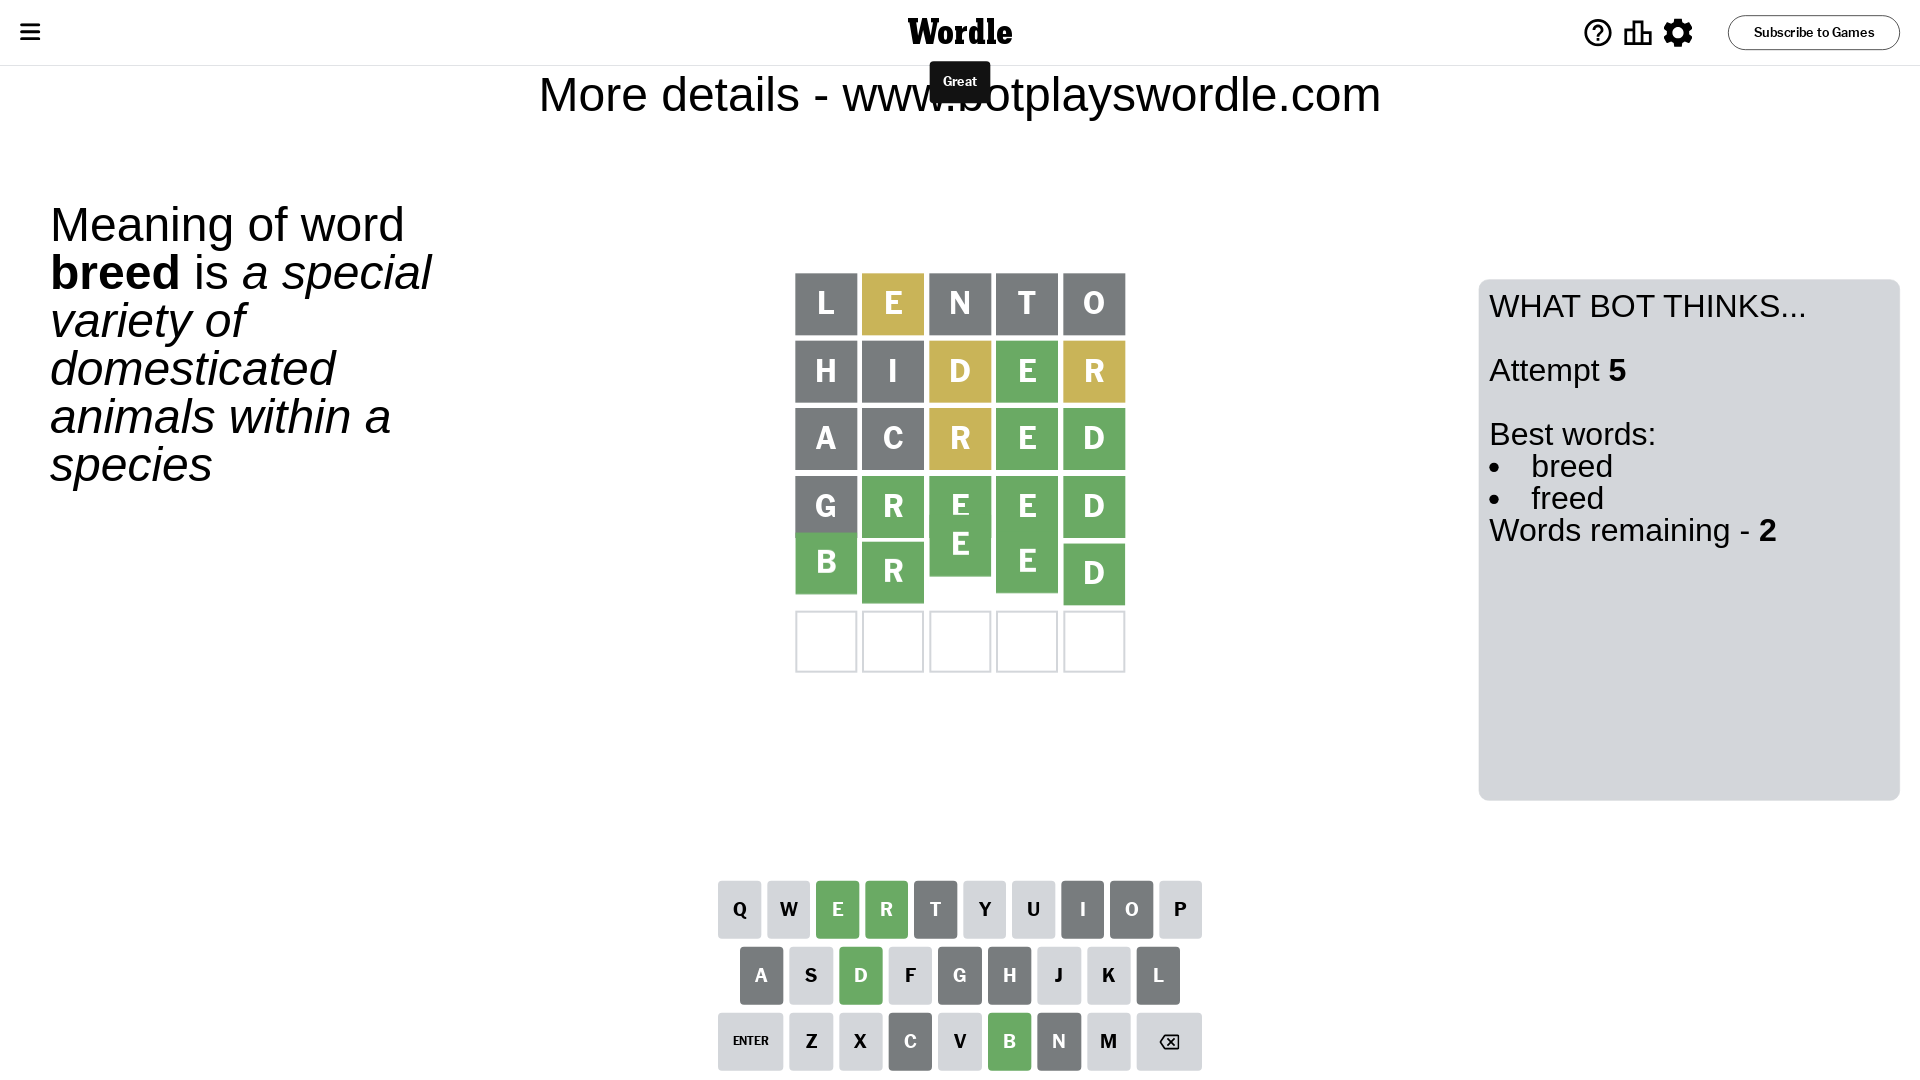 Wordle
Subscribe to Games
Great
More details - www.botplayswordle.com
Meaning of word
breed is a special
variety of
domesticated
animals within a
species
L E N T O
H I D E R
A C R E D
G R E E D
B R E E D
WHAT BOT THINKS...
Attempt 5
Best words:
• breed
• freed
Words remaining - 2
Q W E R T Y U I O P
A S D F G H J K L
ENTER Z X C V B N M